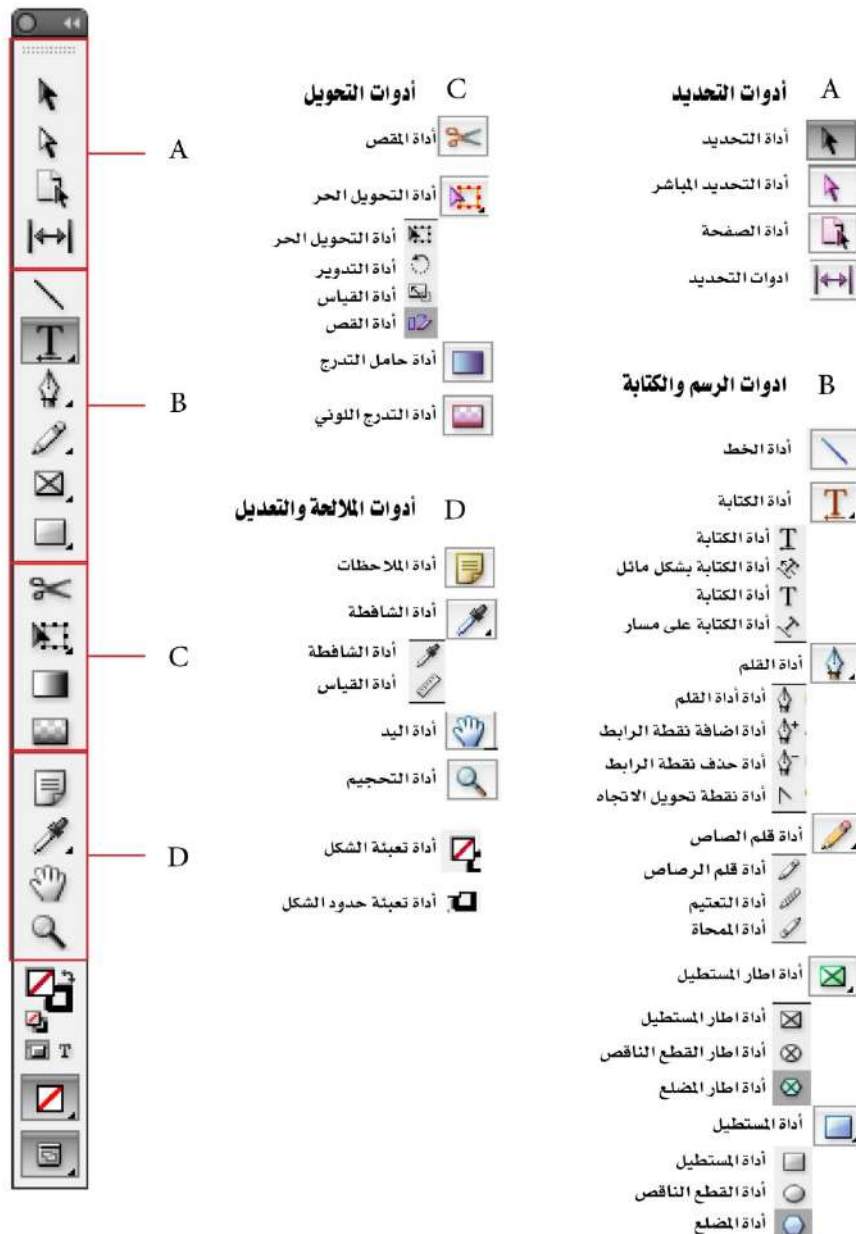 A أدوات التحديد
أداة التحديد
أداة التحديد المباشر
أداة الصفحة
ادوات التحديد
B ادوات الرسم والكتابة
أداة الخط
أداة الكتابة
أداة الكتابة
أداة الكتابة بشكل مائل
أداة الكتابة
أداة الكتابة على مسار
أداة القلم
أداة أداة القلم
أداة اضافة نقطة الرابط
أداة حذف نقطة الرابط
أداة نقطة تحويل الاتجاه
أداة قلم الصاص
أداة قلم الرصاص
أداة التعتيم
أداة الممحاة
أداة اطار المستطيل
أداة اطار المستطيل
أداة اطار القطع الناقص
أداة اطار المضلع
أداة المستطيل
أداة المستطيل
أداة القطع الناقص
أداة المضلع
C أدوات التحويل
أداة المقص
أداة التحويل الحر
أداة التحويل الحر
أداة التدوير
أداة القياس
أداة القص
أداة حامل التدرج
أداة التدرج اللوني
D أدوات الملالحة والتعديل
أداة الملاحظات
أداة الشافطة
أداة الشافطة
أداة القياس
أداة اليد
أداة التحجيم
أداة تعبئة الشكل
أداة تعبئة حدود الشكل
A
B
C
D